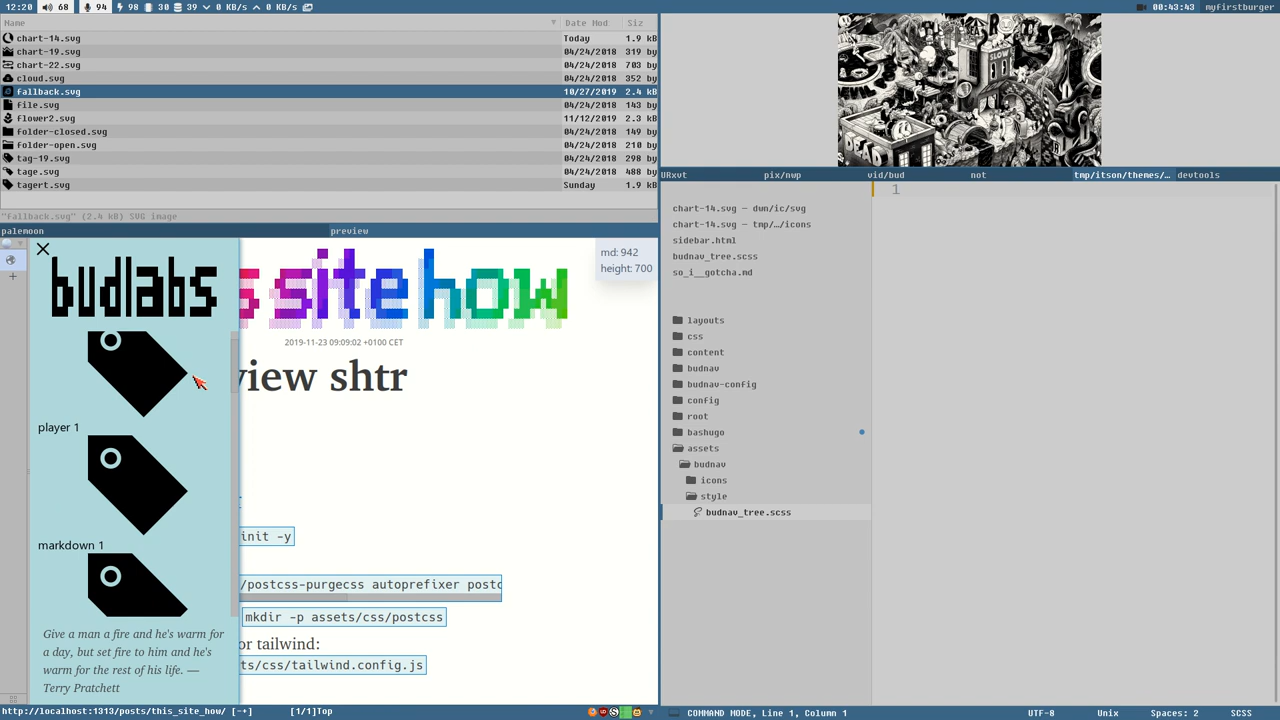 12:20 68 94 98 30 39 0 KB/s 0 KB/s 00:43:43 myfirstburger
Name Date Mod Siz
chart-14.svg Today 1.9 kB
chart-19.svg 04/24/2018 319 by
chart-22.svg 04/24/2018 703 by
cloud.svg 04/24/2018 352 by
fallback.svg 10/27/2019 2.4 kB
file.svg 04/24/2018 143 by
flower2.svg 11/12/2019 2.3 kB
folder-closed.svg 04/24/2018 149 by
folder-open.svg 04/24/2018 210 by
tag-19.svg 04/24/2018 298 by
tage.svg 04/24/2018 488 by
tagert.svg Sunday 1.9 kB
"fallback.svg" (2.4 kB) SVG image
palemoon preview
SLOW
DEAD
budlabs
s site how
md: 942
height: 700
2019-11-23 09:09:02 +0100 CET
view shtr
player 1
markdown 1
init -y
/postcss-purgecss autoprefixer postc
mkdir -p assets/css/postcss
or tailwind:
ts/css/tailwind.config.js
Give a man a fire and he's warm for
a day, but set fire to him and he's
warm for the rest of his life. —
Terry Pratchett
http://localhost:1313/posts/this_site_how/ [-+] [1/1]Top
URxvt pix/nwp vid/bud not tmp/itson/themes/… devtools
1
chart-14.svg — dwn/ic/svg
chart-14.svg — tmp/…/icons
sidebar.html
budnav_tree.scss
so_i__gotcha.md
layouts
css
content
budnav
budnav-config
config
root
bashugo
assets
budnav
icons
style
budnav_tree.scss
COMMAND MODE, Line 1, Column 1 UTF-8 Unix Spaces: 2 SCSS